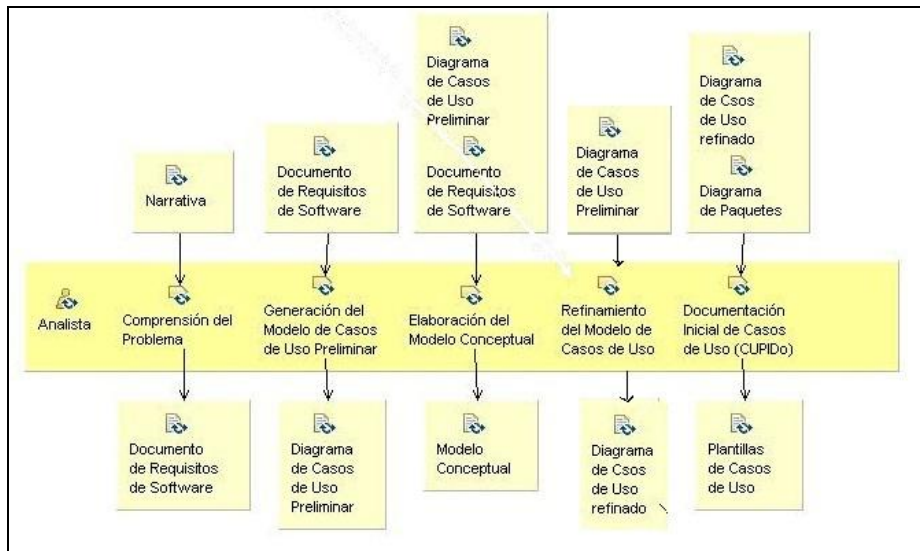 Diagrama
de Casos
de Uso
Preliminar
Documento
de Requisitos
de Software
Diagrama
de Csos
de Uso
refinado
Diagrama
de Paquetes
Documento
de Requisitos
de Software
Diagrama
de Casos
de Uso
Preliminar
Narrativa
Analista
Comprensión del
Problema
Generación del
Modelo de Casos
de Uso Preliminar
Elaboración del
Modelo Conceptual
Refinamiento
del Modelo de
Casos de Uso
Documentación
Inicial de Casos
de Uso (CUPIDo)
Documento
de Requisitos
de Software
Diagrama
de Casos
de Uso
Preliminar
Modelo
Conceptual
Diagrama
de Csos
de Uso
refinado
Plantillas
de Casos
de Uso